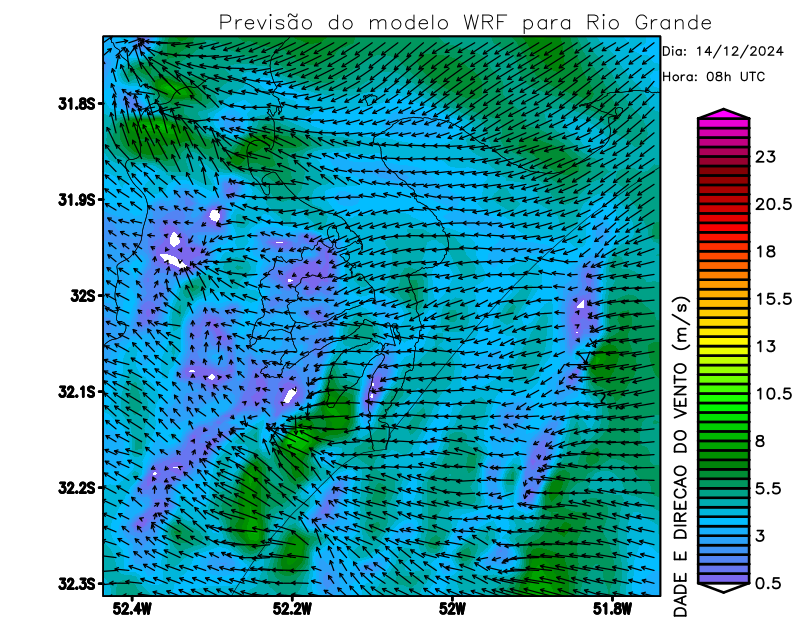 Previsão do modelo WRF para Rio Grande
Dia: 14/12/2024
Hora: 08h UTC
31.8S
31.9S
32S
32.1S
32.2S
32.3S
52.4W
52.2W
52W
51.8W
23
20.5
18
15.5
13
10.5
8
5.5
3
0.5
DADE E DIRECAO DO VENTO (m/s)